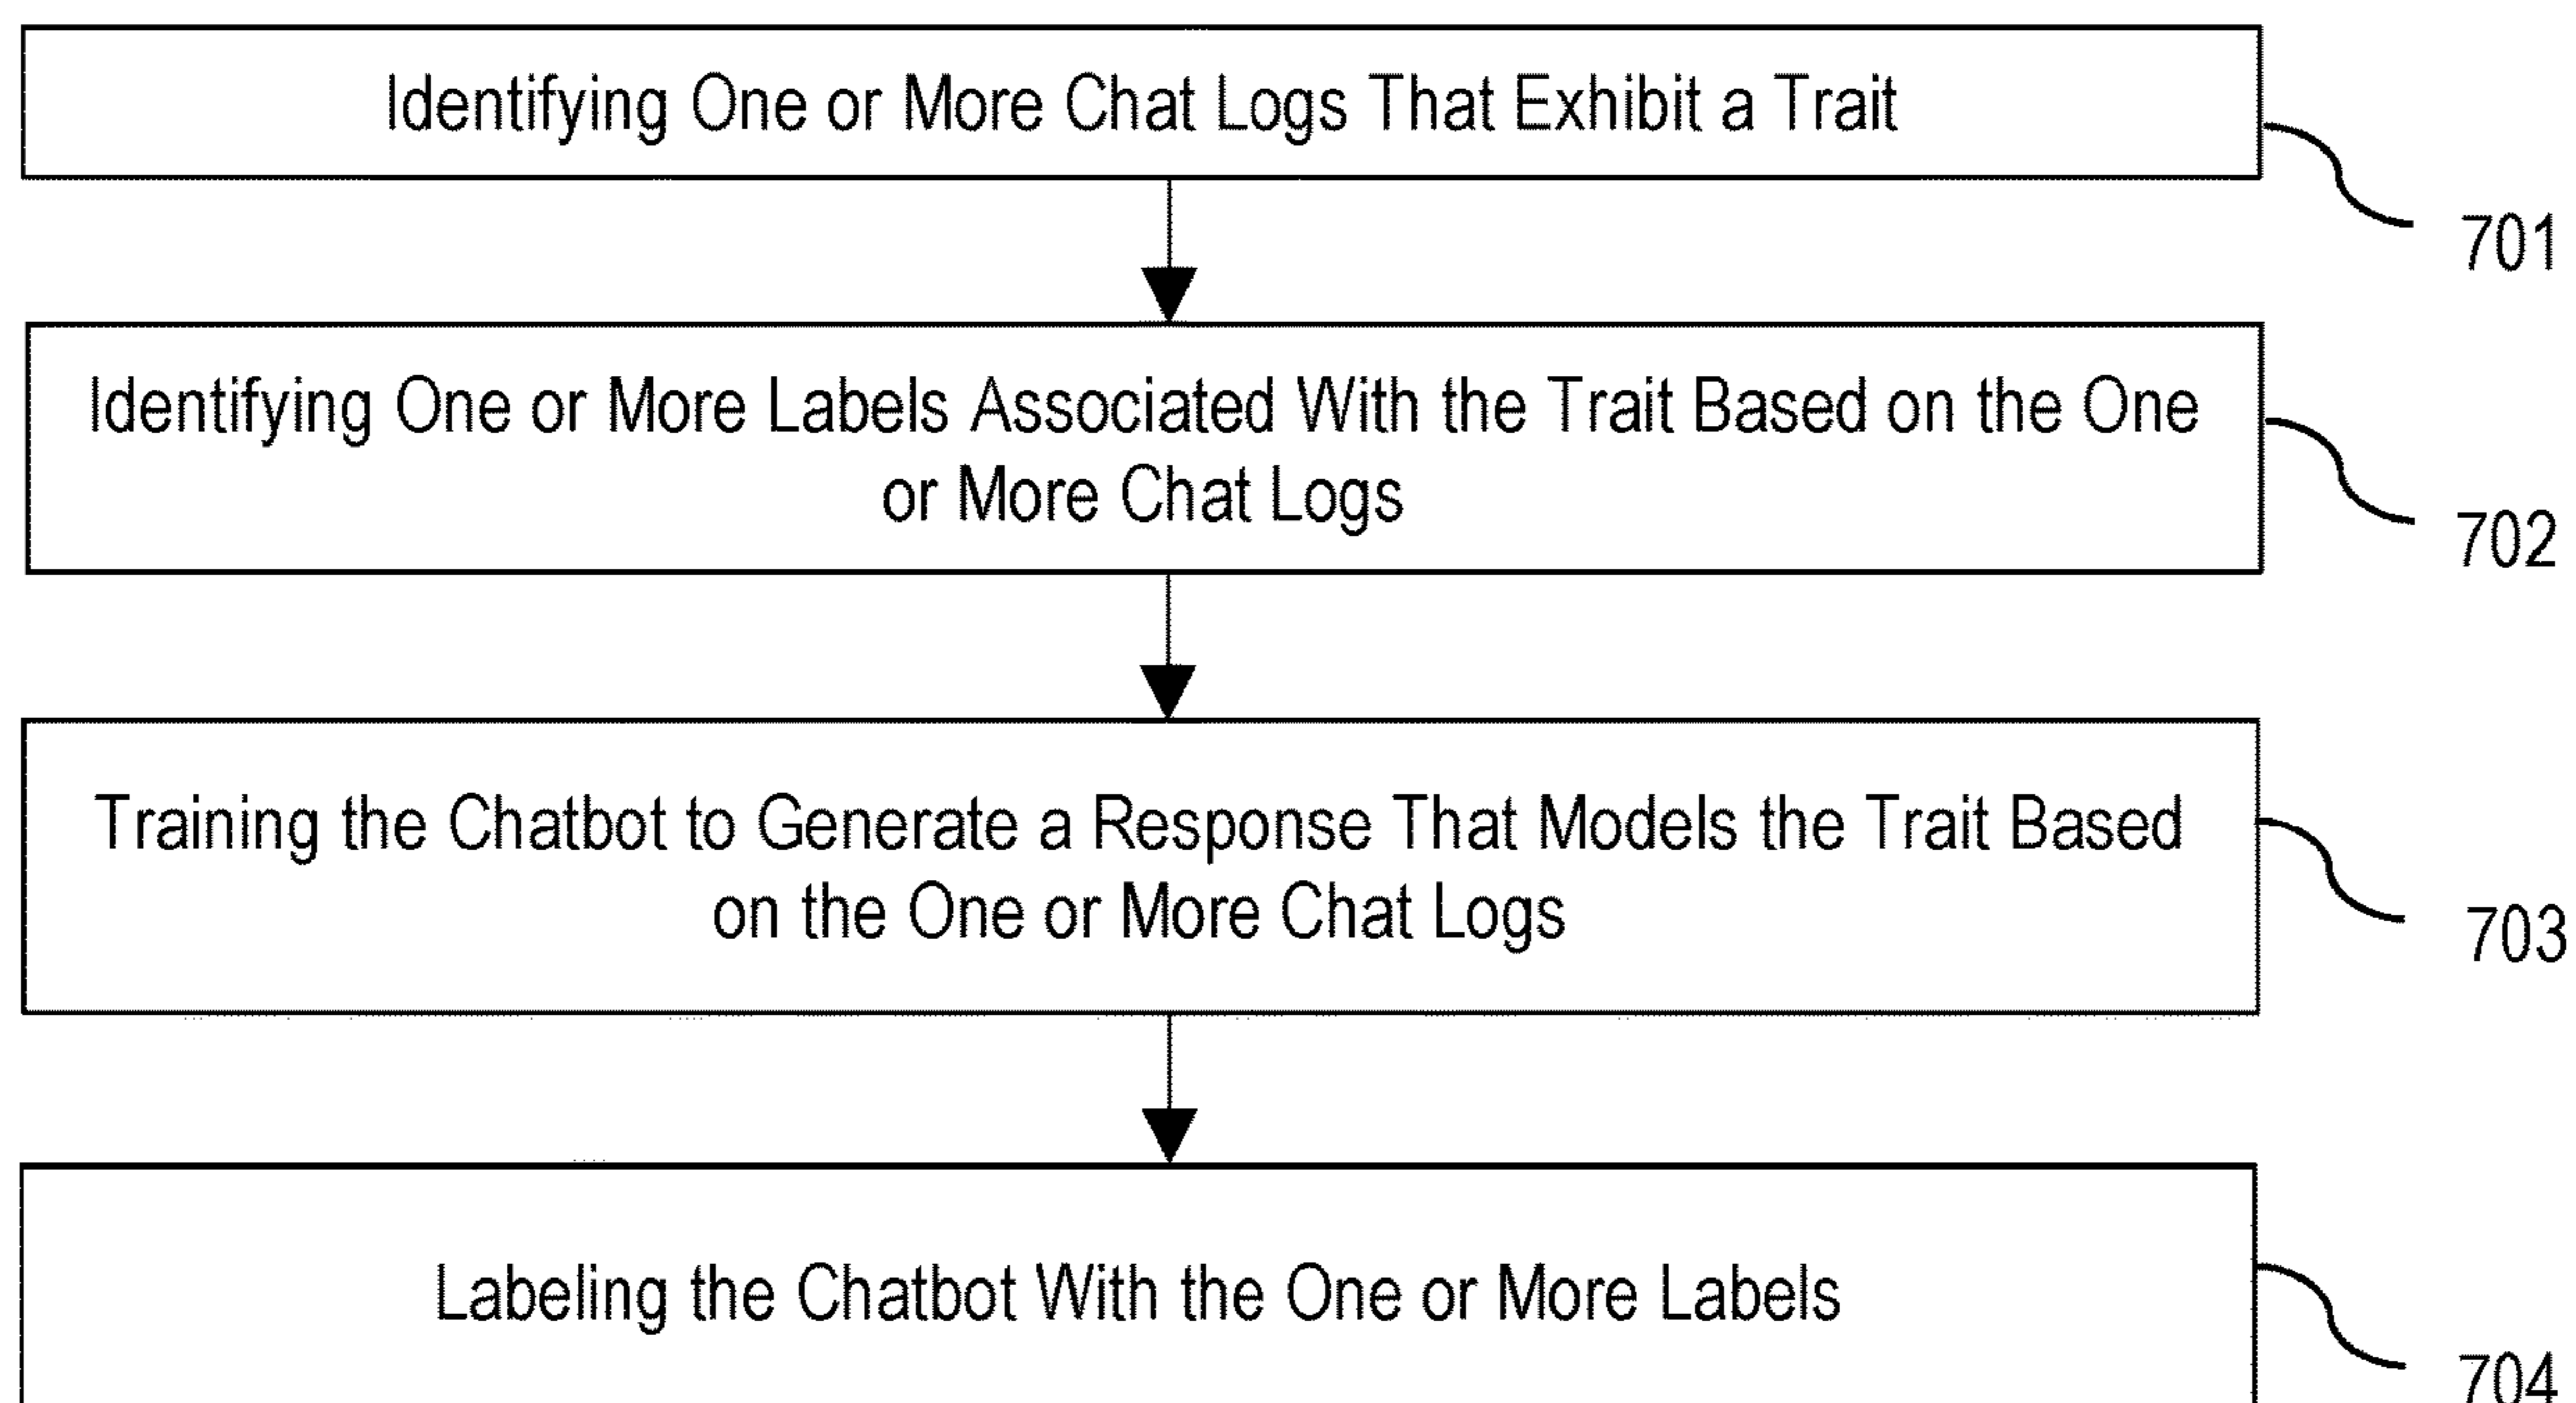 Identifying One or More Chat Logs That Exhibit a Trait
701
Identifying One or More Labels Associated With the Trait Based on the One
or More Chat Logs
702
Training the Chatbot to Generate a Response That Models the Trait Based
on the One or More Chat Logs
703
Labeling the Chatbot With the One or More Labels
704